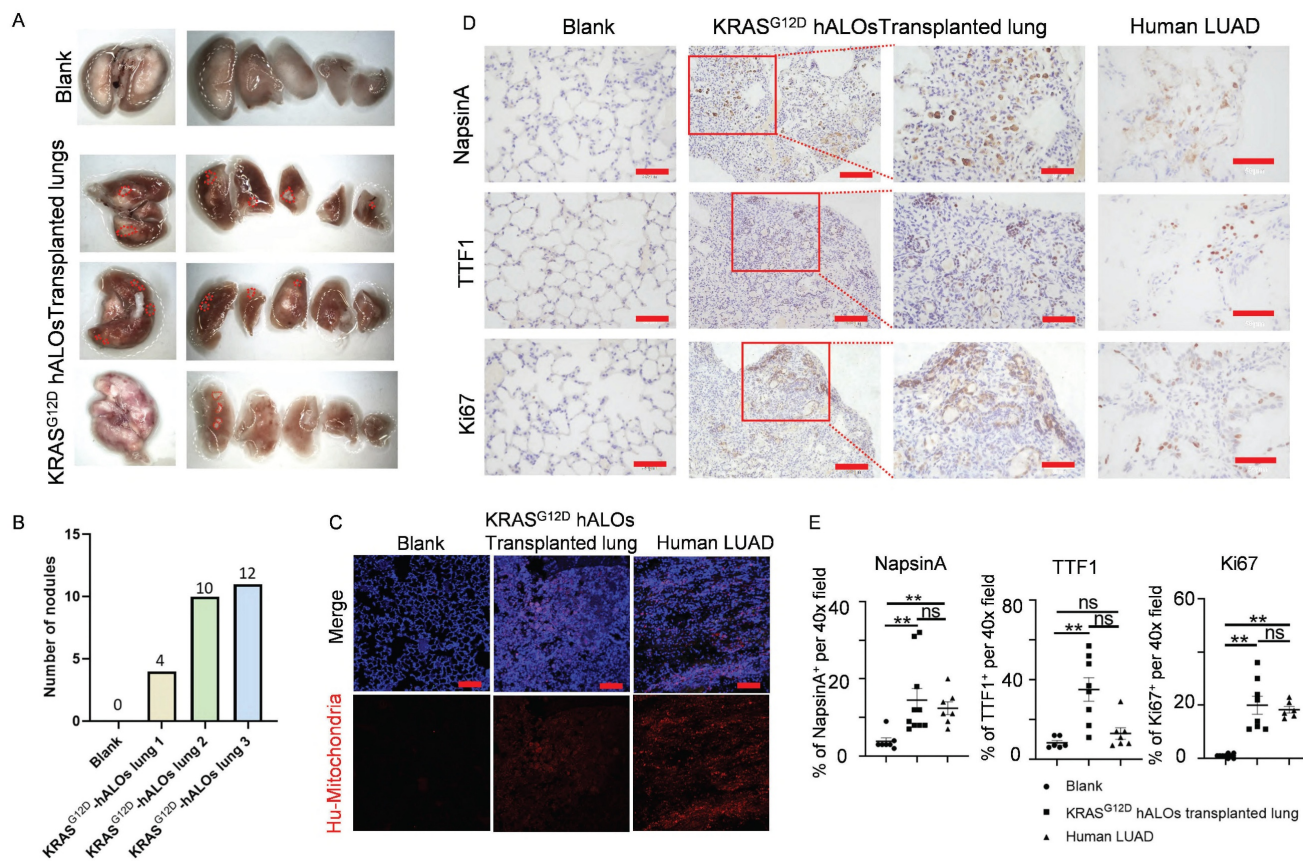 A
Blank
KRASG12D hALOsTransplanted lungs
B
Number of nodules
15
10
5
0
0
4
10
12
Blank
KRASG12D-hALOs lung 1
KRASG12D-hALOs lung 2
KRASG12D-hALOs lung 3
C
Blank
KRASG12D hALOs
Transplanted lung
Human LUAD
Merge
Hu-Mitochondria
D
Blank
KRASG12D hALOsTransplanted lung
Human LUAD
NapsinA
TTF1
Ki67
E
NapsinA
% of NapsinA+ per 40x field
40
20
0
**
**
ns
TTF1
% of TTF1+ per 40x field
80
40
0
ns
**
ns
Ki67
% of Ki67+ per 40x field
60
40
20
0
**
**
ns
Blank
KRASG12D hALOs transplanted lung
Human LUAD